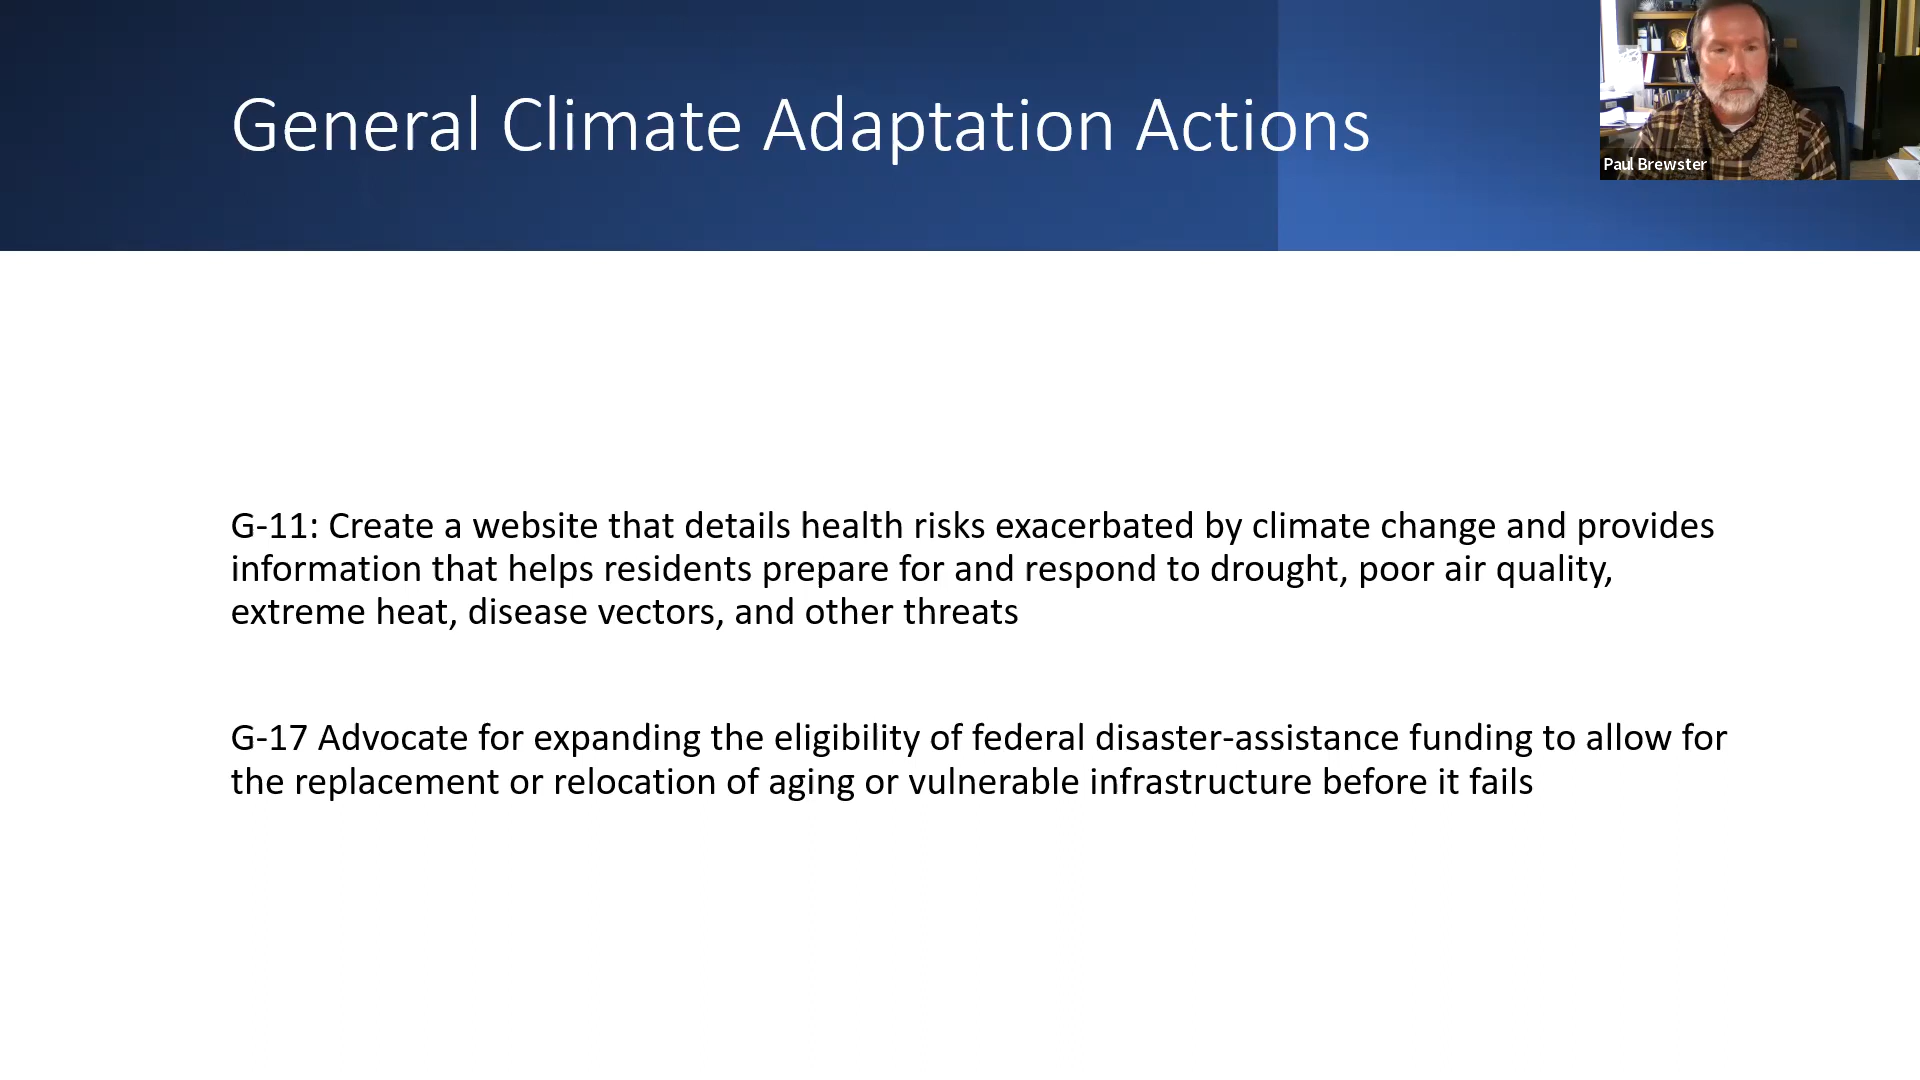 General Climate Adaptation Actions
Paul Brewster
G-11: Create a website that details health risks exacerbated by climate change and provides
information that helps residents prepare for and respond to drought, poor air quality,
extreme heat, disease vectors, and other threats
G-17 Advocate for expanding the eligibility of federal disaster-assistance funding to allow for
the replacement or relocation of aging or vulnerable infrastructure before it fails